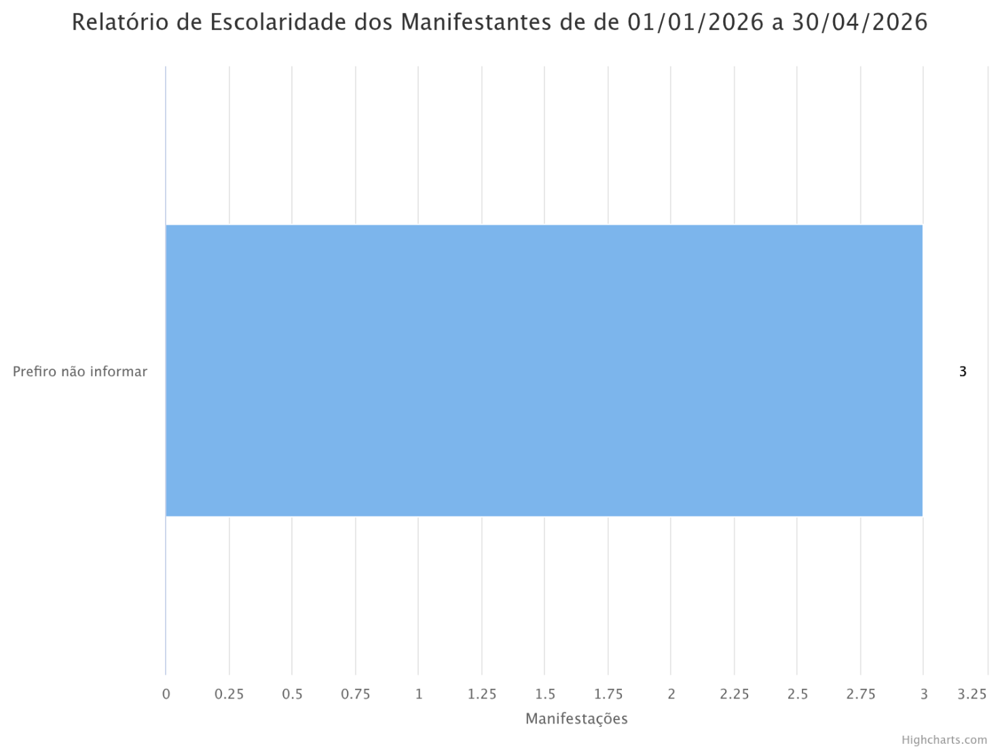 Relatório de Escolaridade dos Manifestantes de de 01/01/2026 a 30/04/2026
Prefiro não informar
3
0 0.25 0.5 0.75 1 1.25 1.5 1.75 2 2.25 2.5 2.75 3 3.25
Manifestações
Highcharts.com